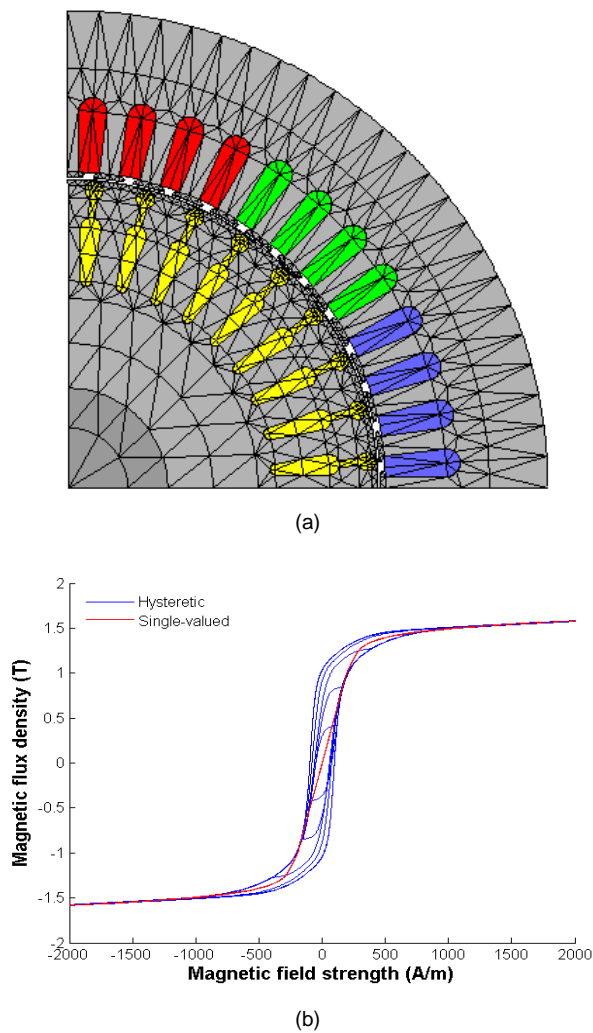 (a)
2
1.5
1
0.5
0
-0.5
-1
-1.5
-2
Magnetic flux density (T)
Hysteretic
Single-valued
-2000 -1500 -1000 -500 0 500 1000 1500 2000
Magnetic field strength (A/m)
(b)